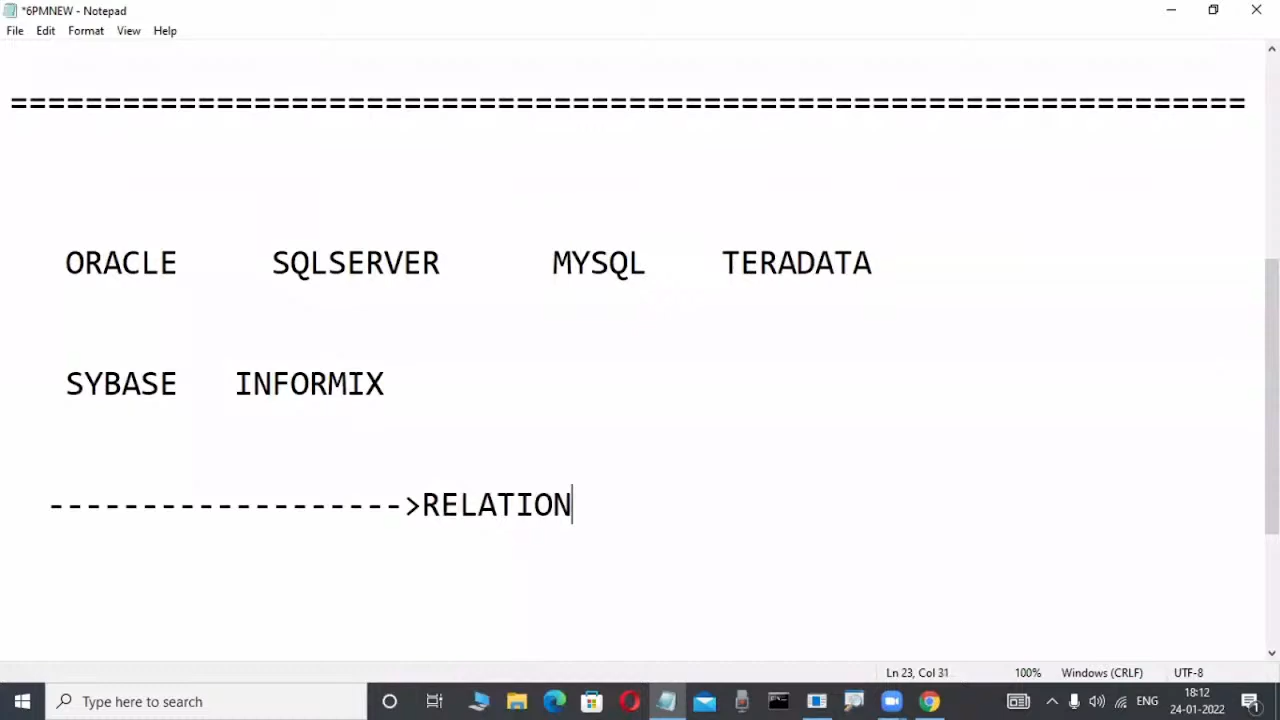 *6PMNEW - Notepad
File Edit Format View Help
==================================================================
ORACLE SQLSERVER MYSQL TERADATA
SYBASE INFORMIX
------------------->RELATION
Ln 23, Col 31 100% Windows (CRLF) UTF-8
Type here to search
ENG
18:12
24-01-2022
1